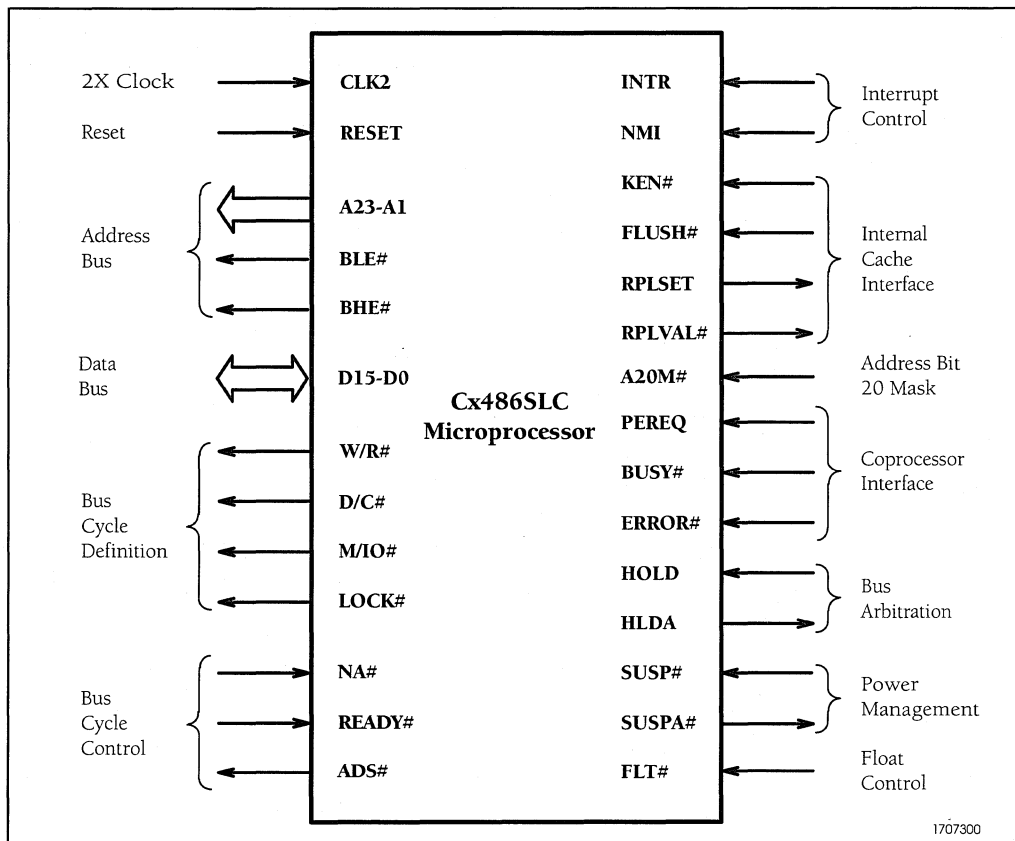 2X Clock
Reset
Address
Bus
Data
Bus
Bus
Cycle
Definition
Bus
Cycle
Control
CLK2
RESET
A23-A1
BLE#
BHE#
D15-D0
W/R#
D/C#
M/IO#
LOCK#
NA#
READY#
ADS#
Cx486SLC
Microprocessor
INTR
NMI
KEN#
FLUSH#
RPLSET
RPLVAL#
A20M#
PEREQ
BUSY#
ERROR#
HOLD
HLDA
SUSP#
SUSPA#
FLT#
Interrupt
Control
Internal
Cache
Interface
Address Bit
20 Mask
Coprocessor
Interface
Bus
Arbitration
Power
Management
Float
Control
1707300